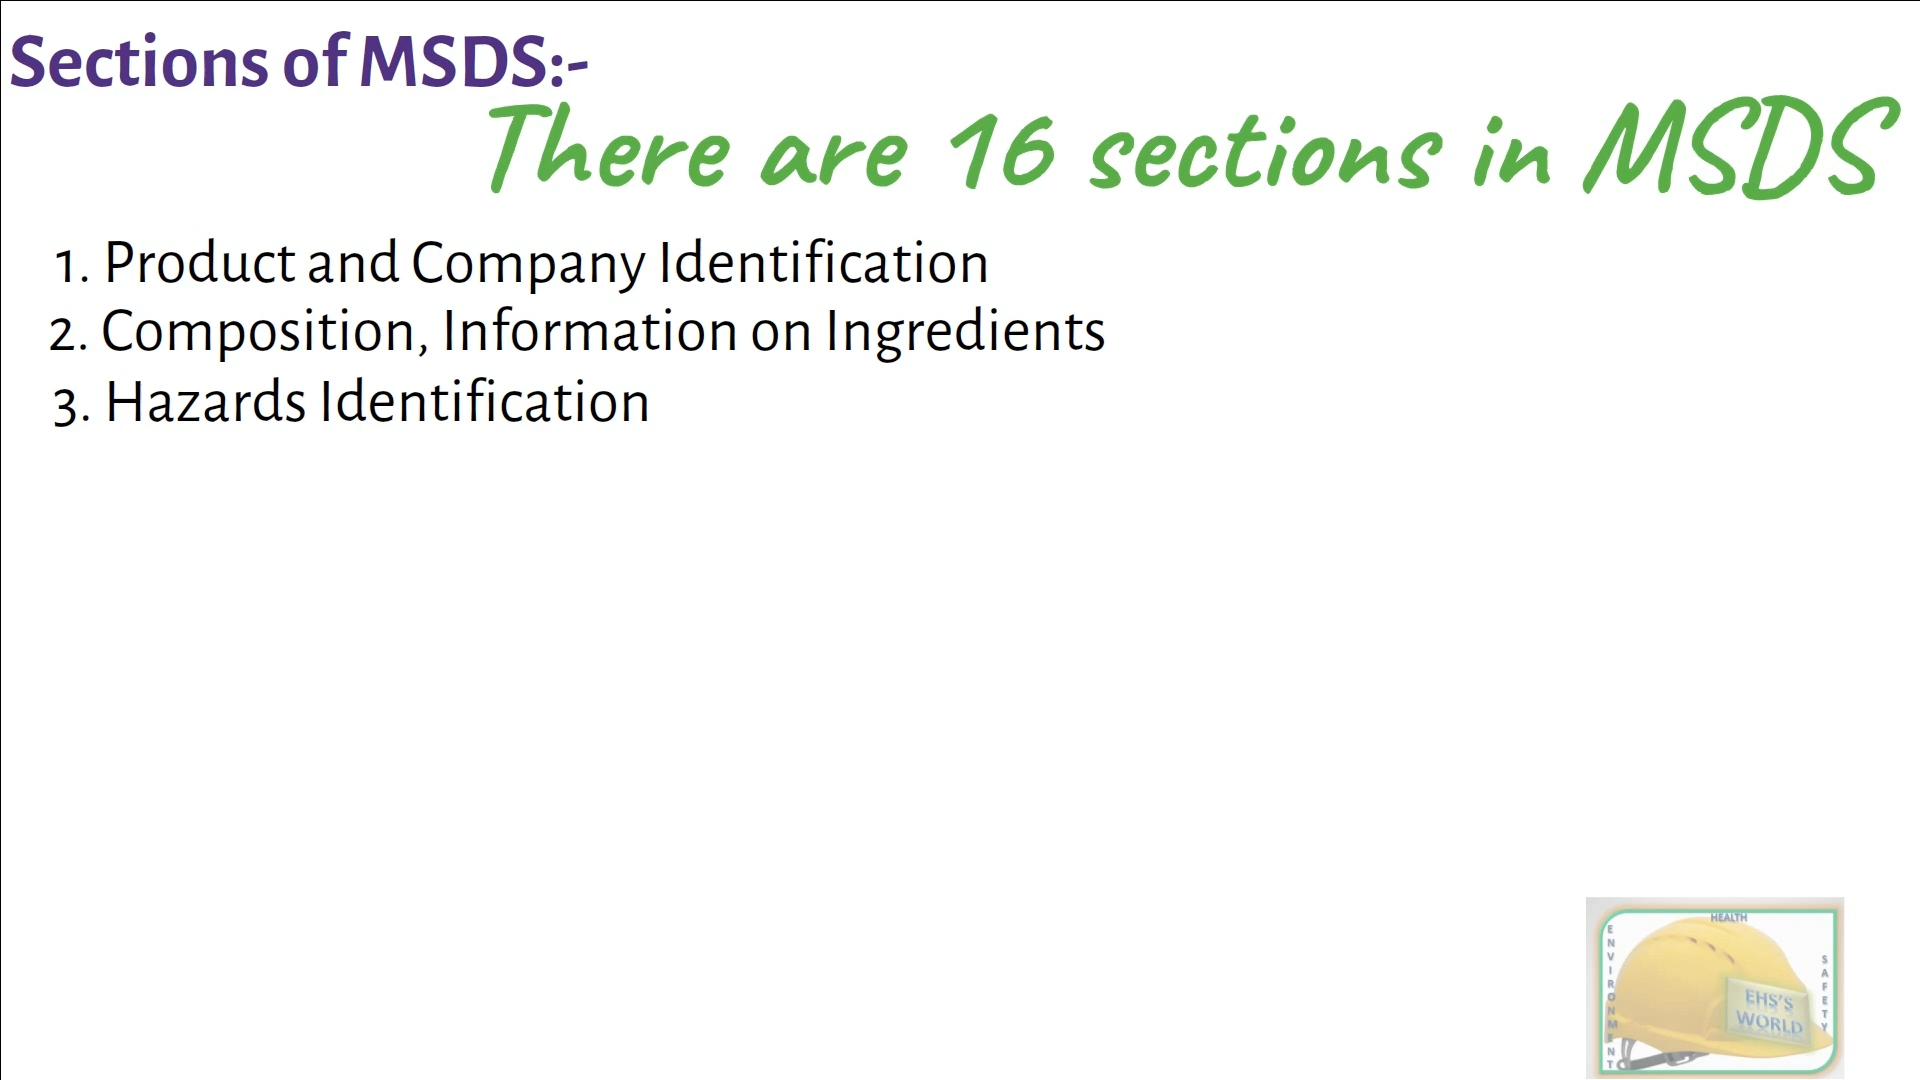 Sections of MSDS:-
There are 16 sections in MSDS
1. Product and Company Identification
2. Composition, Information on Ingredients
3. Hazards Identification
HEALTH
ENVIRONMENT
SAFETY
EHS'S
WORLD